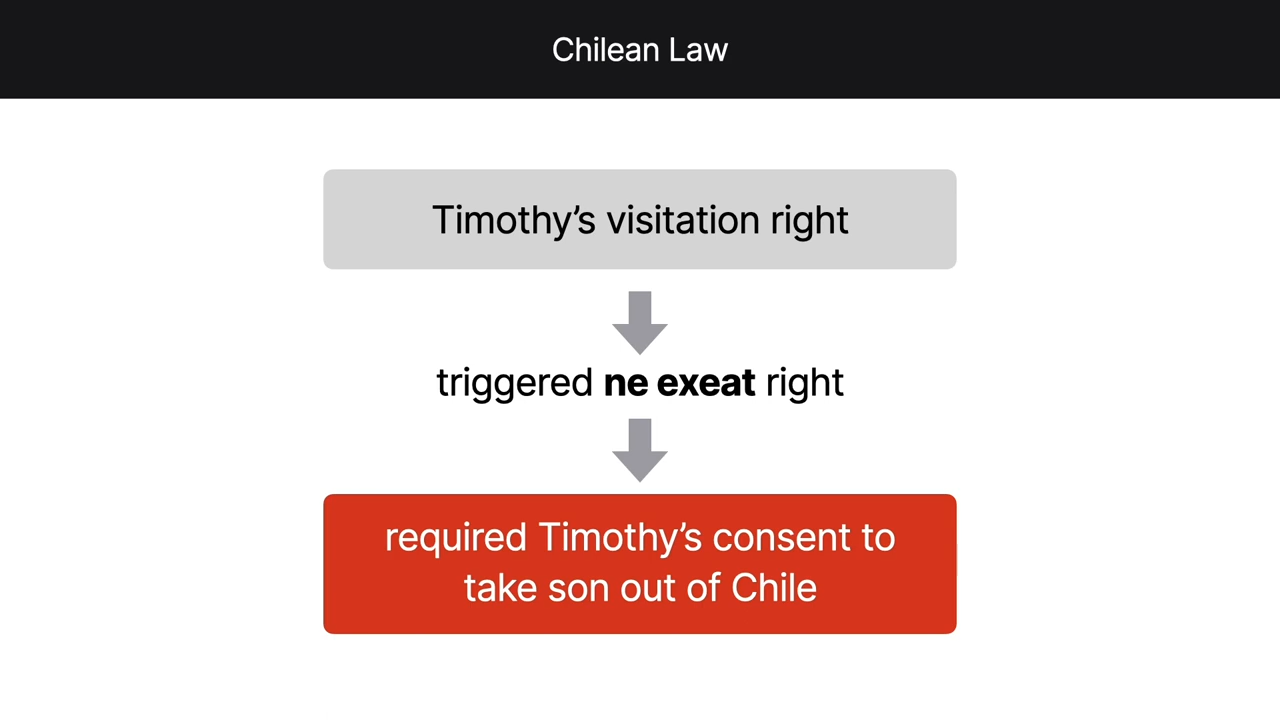 Chilean Law
Timothy’s visitation right
triggered ne exeat right
required Timothy’s consent to
take son out of Chile